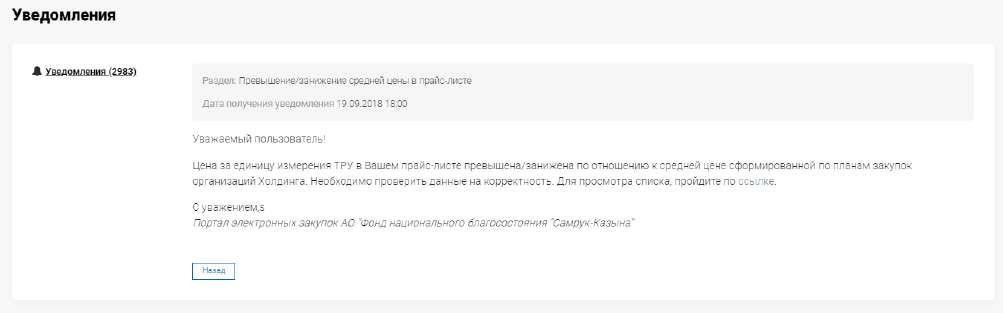 Уведомления
Уведомления (2983)
Раздел: Превышение/занижение средней цены в прайс-листе
Дата получения уведомления 19.09.2018 18:00
Уважаемый пользователь!
Цена за единицу измерения ТРУ в Вашем прайс-листе превышена/занижена по отношению к средней цене сформированной по планам закупок
организаций Холдинга. Необходимо проверить данные на корректность. Для просмотра списка, пройдите по ссылке.
С уважением,s
Портал электронных закупок АО "Фонд национального благосостояния "Самрук-Казына"
Назад